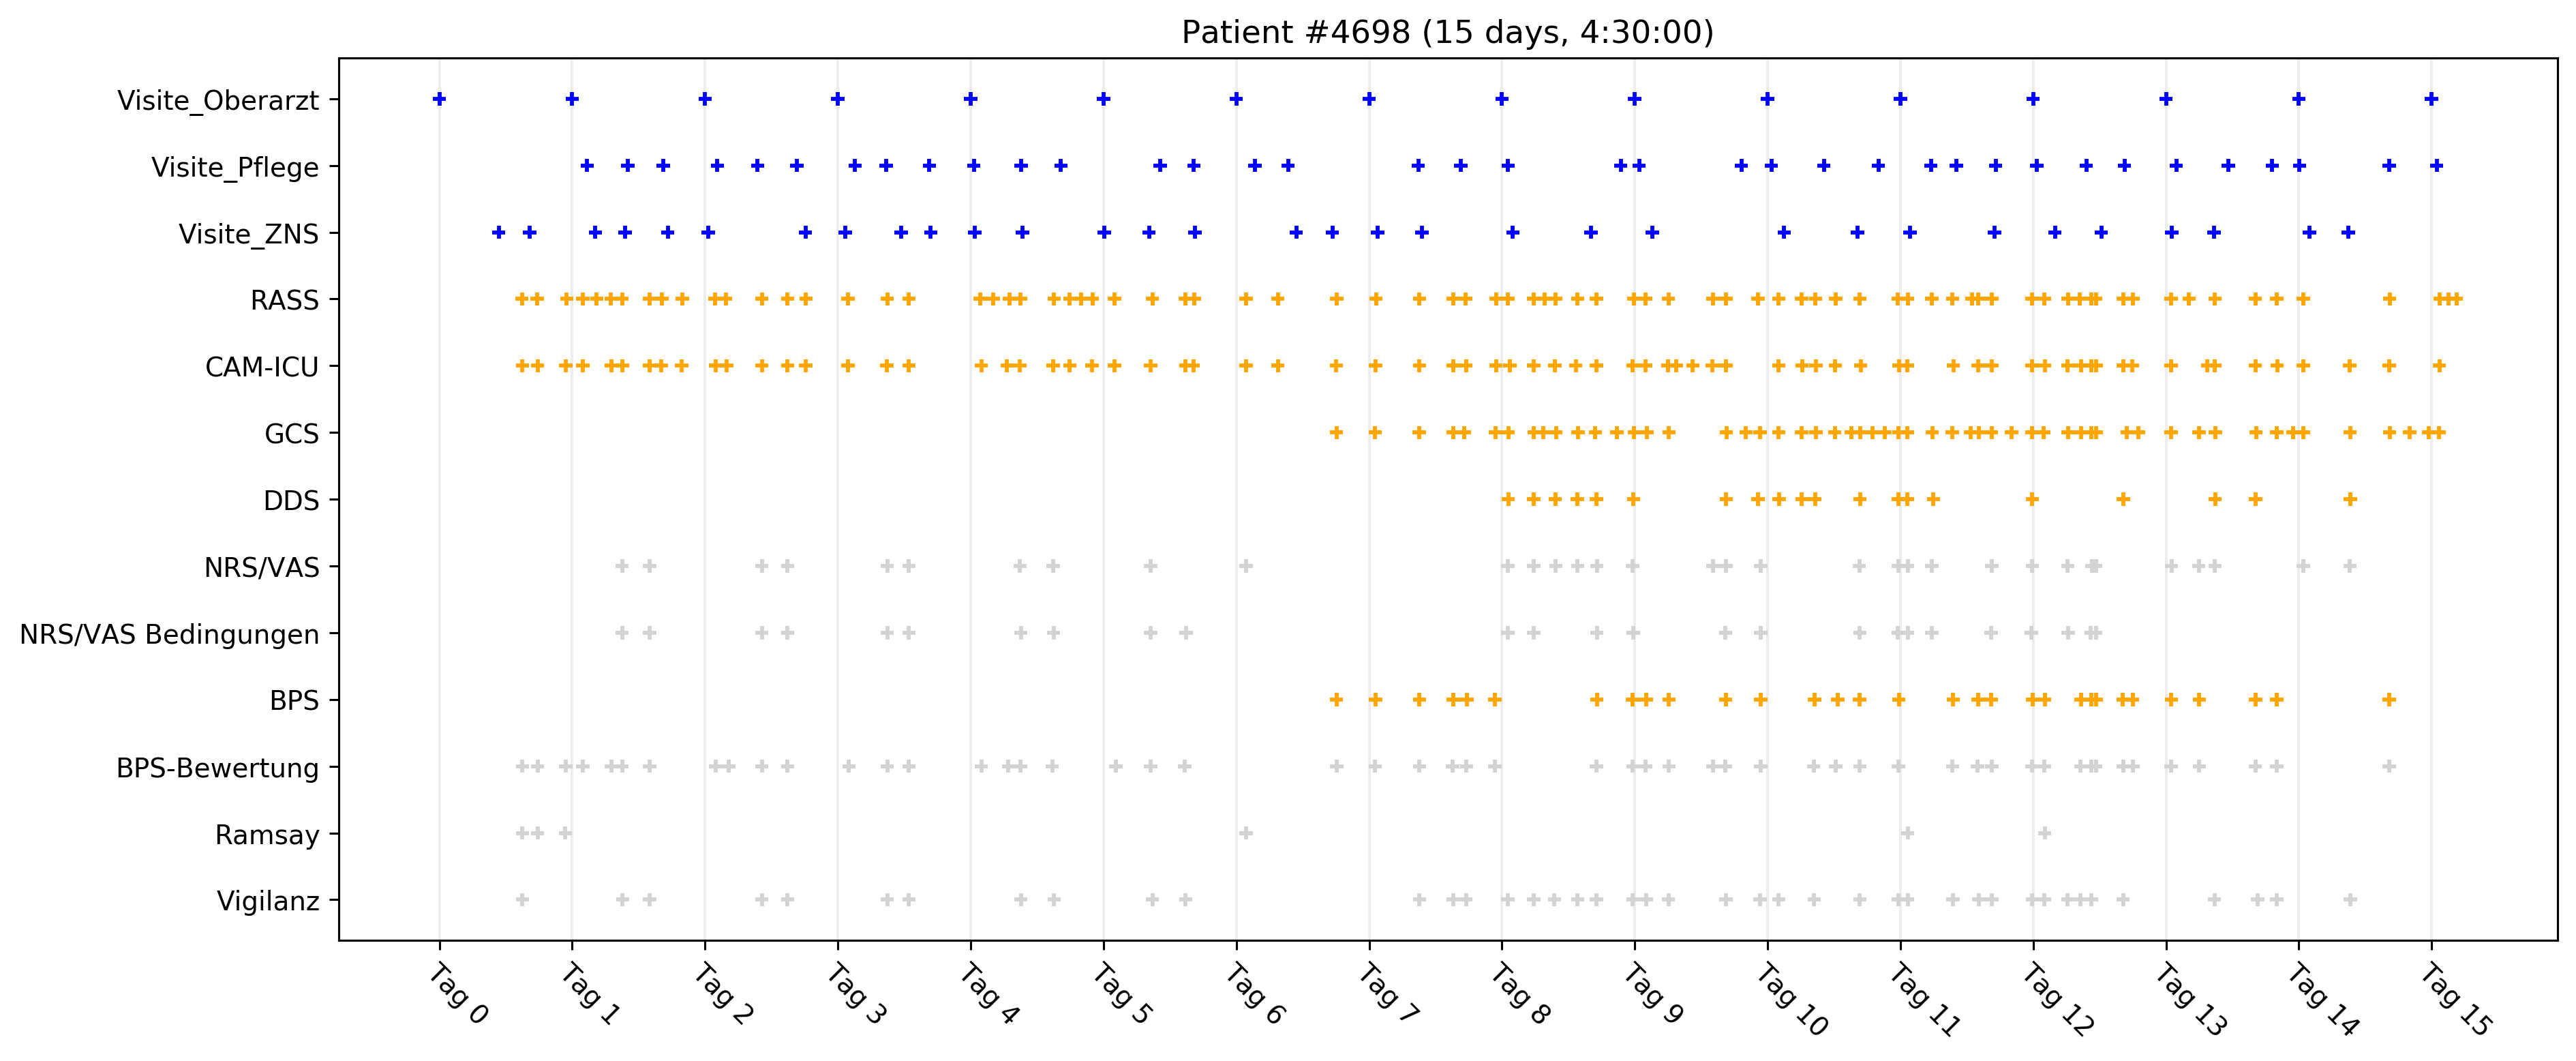 Patient #4698 (15 days, 4:30:00)
Visite_Oberarzt
Visite_Pflege
Visite_ZNS
RASS
CAM-ICU
GCS
DDS
NRS/VAS
NRS/VAS Bedingungen
BPS
BPS-Bewertung
Ramsay
Vigilanz
Tag 0
Tag 1
Tag 2
Tag 3
Tag 4
Tag 5
Tag 6
Tag 7
Tag 8
Tag 9
Tag 10
Tag 11
Tag 12
Tag 13
Tag 14
Tag 15